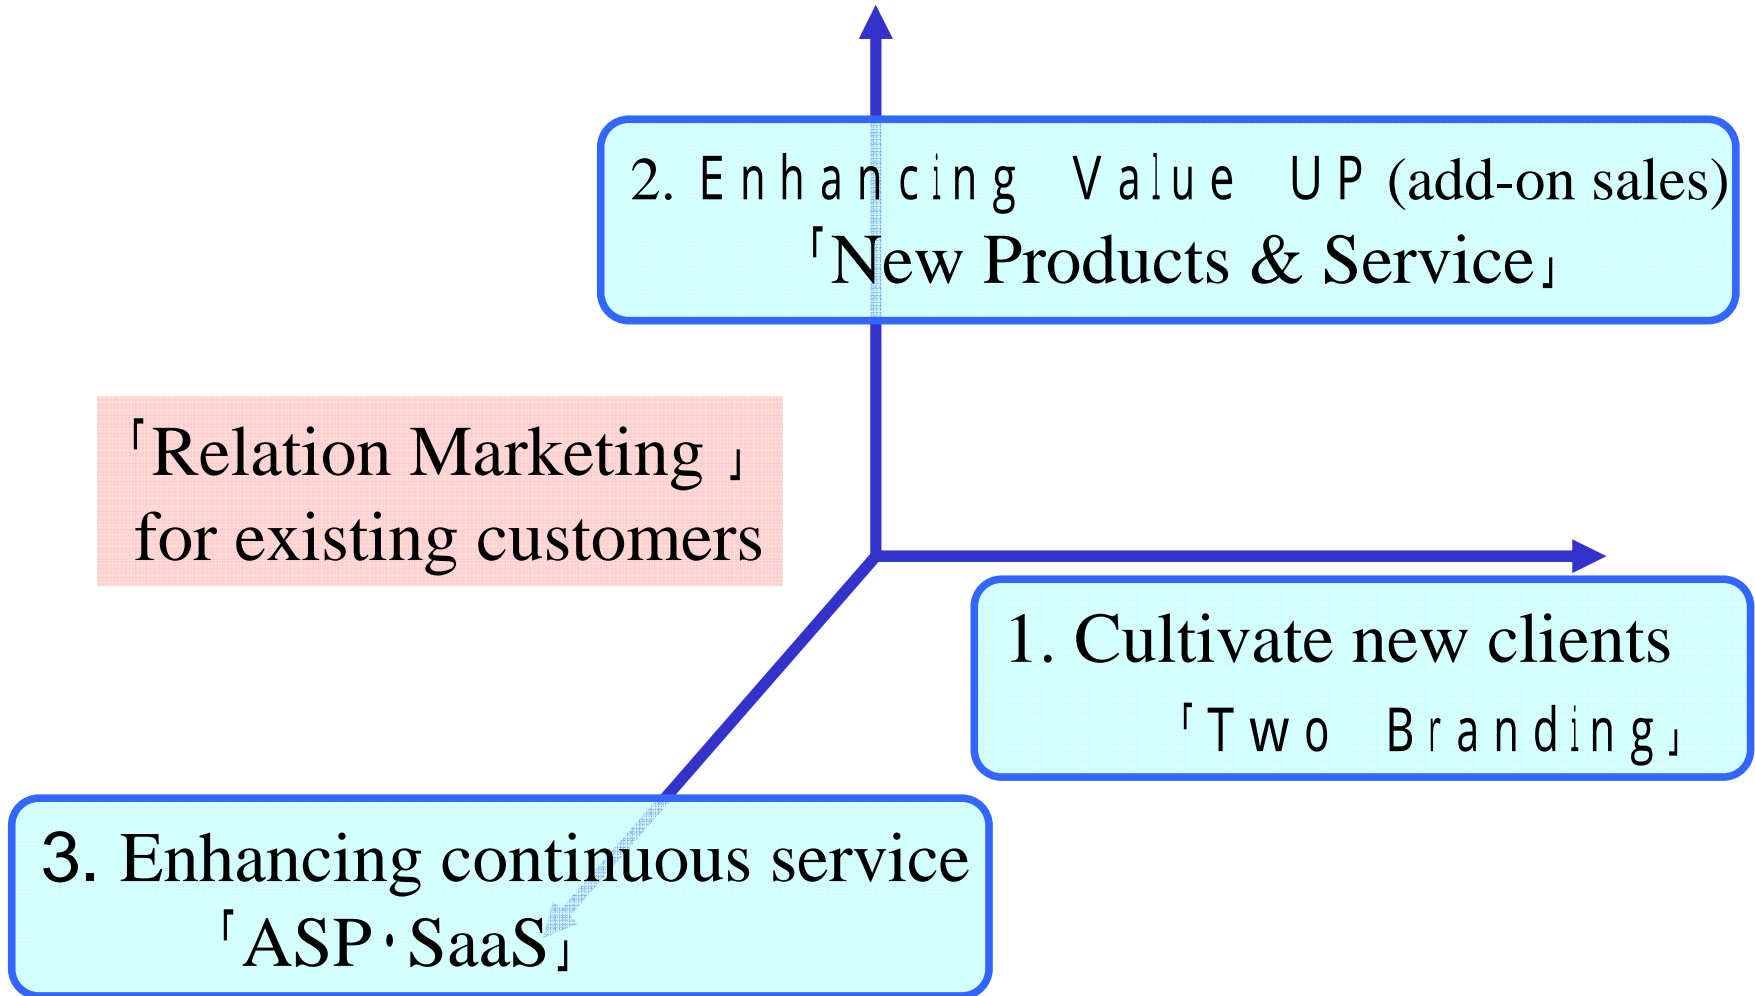 2. Enhancing Value UP (add-on sales)
「New Products & Service」
「Relation Marketing 」
for existing customers
1. Cultivate new clients
「Two Branding」
3. Enhancing continuous service
「ASP・SaaS」